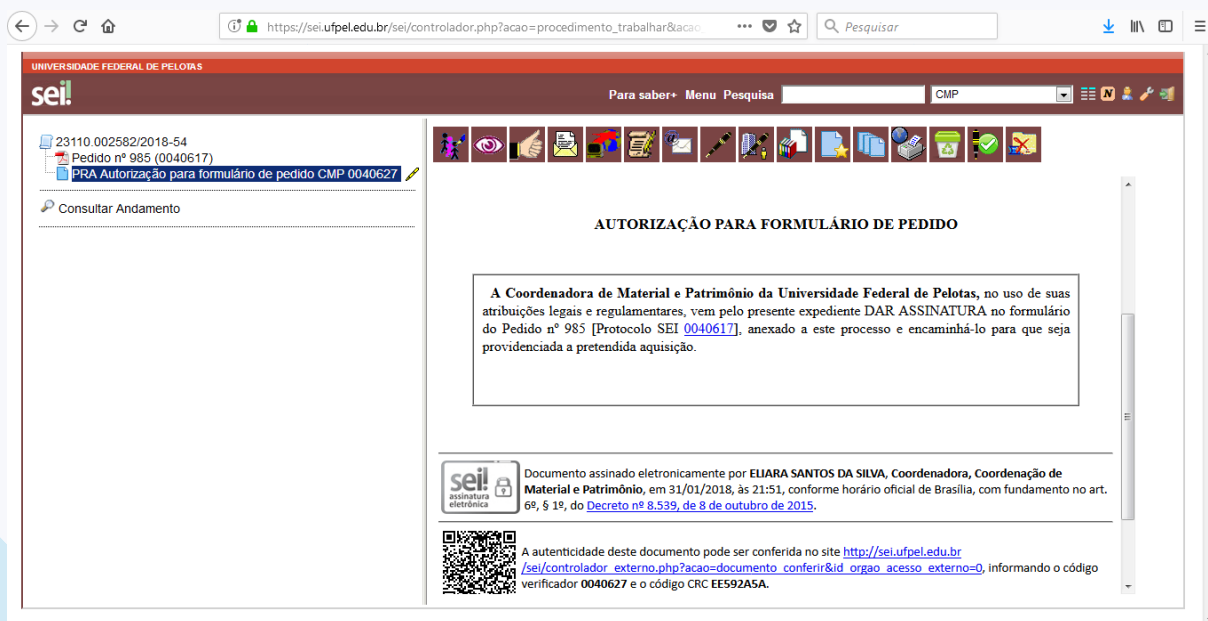 https://sei.ufpel.edu.br/sei/controlador.php?acao=procedimento_trabalhar&acao_
Pesquisar
UNIVERSIDADE FEDERAL DE PELOTAS
sei!
Para saber+ Menu Pesquisa
CMP
23110.002582/2018-54
Pedido nº 985 (0040617)
PRA Autorização para formulário de pedido CMP 0040627
Consultar Andamento
AUTORIZAÇÃO PARA FORMULÁRIO DE PEDIDO
A Coordenadora de Material e Patrimônio da Universidade Federal de Pelotas, no uso de suas
atribuições legais e regulamentares, vem pelo presente expediente DAR ASSINATURA no formulário
do Pedido nº 985 [Protocolo SEI 0040617], anexado a este processo e encaminhá-lo para que seja
providenciada a pretendida aquisição.
sei!
assinatura
eletrônica
Documento assinado eletronicamente por ELIARA SANTOS DA SILVA, Coordenadora, Coordenação de
Material e Patrimônio, em 31/01/2018, às 21:51, conforme horário oficial de Brasília, com fundamento no art.
6º, § 1º, do Decreto nº 8.539, de 8 de outubro de 2015.
A autenticidade deste documento pode ser conferida no site http://sei.ufpel.edu.br
/sei/controlador_externo.php?acao=documento_conferir&id_orgao_acesso_externo=0, informando o código
verificador 0040627 e o código CRC EE592A5A.